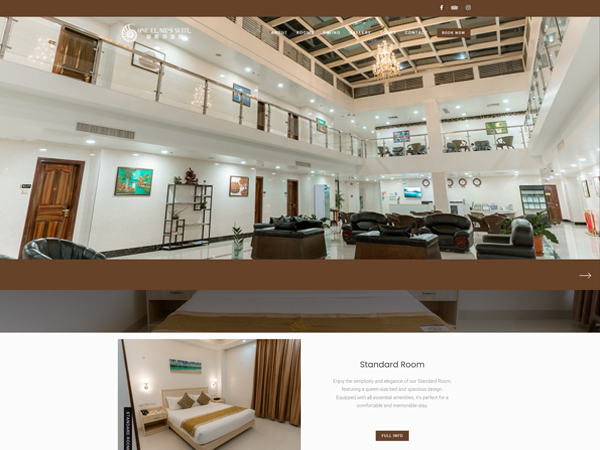 ABOUT ROOMS DINING GALLERY CONTACT BOOK NOW
Standard Room
Enjoy the simplicity and elegance of our Standard Room,
featuring a queen-size bed and spacious design.
Equipped with all essential amenities, it's perfect for a
comfortable and memorable stay.
FULL INFO
STANDARD ROOM